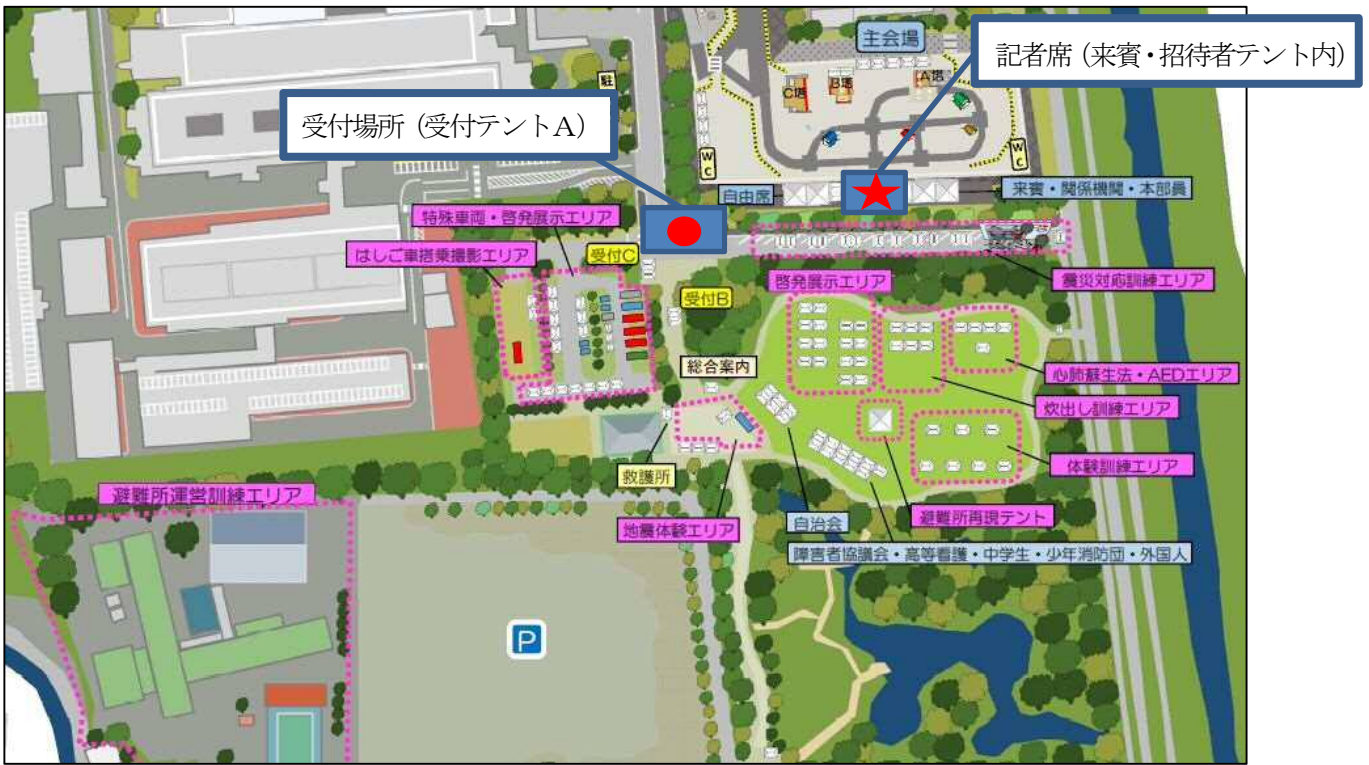 主会場
記者席（来賓・招待者テント内）
駐
受付場所（受付テントA）
C塔
B塔
A塔
WC
WC
自由席
来賓・関係機関・本部員
特殊車両・啓発展示エリア
はしご車搭乗撮影エリア
受付C
受付B
啓発展示エリア
震災対応訓練エリア
総合案内
心肺蘇生法・AEDエリア
炊出し訓練エリア
救護所
体験訓練エリア
避難所運営訓練エリア
地震体験エリア
自治会
避難所再現テント
障害者協議会・高等看護・中学生・少年消防団・外国人
P